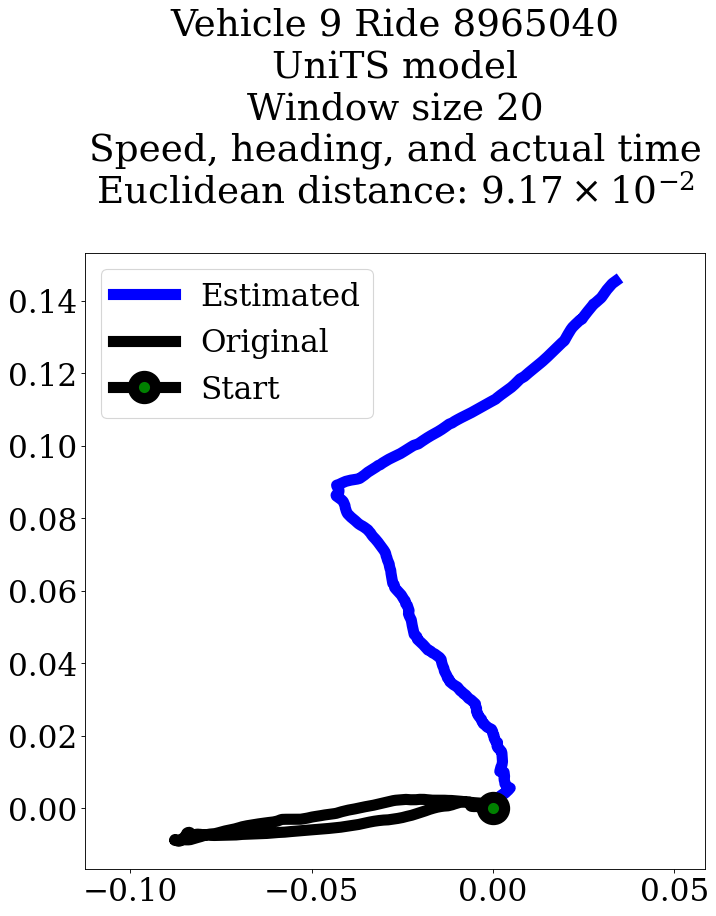 Vehicle 9 Ride 8965040
UniTS model
Window size 20
Speed, heading, and actual time
Euclidean distance: 9.17 × 10⁻²
Estimated
Original
Start
0.14
0.12
0.10
0.08
0.06
0.04
0.02
0.00
−0.10 −0.05 0.00 0.05